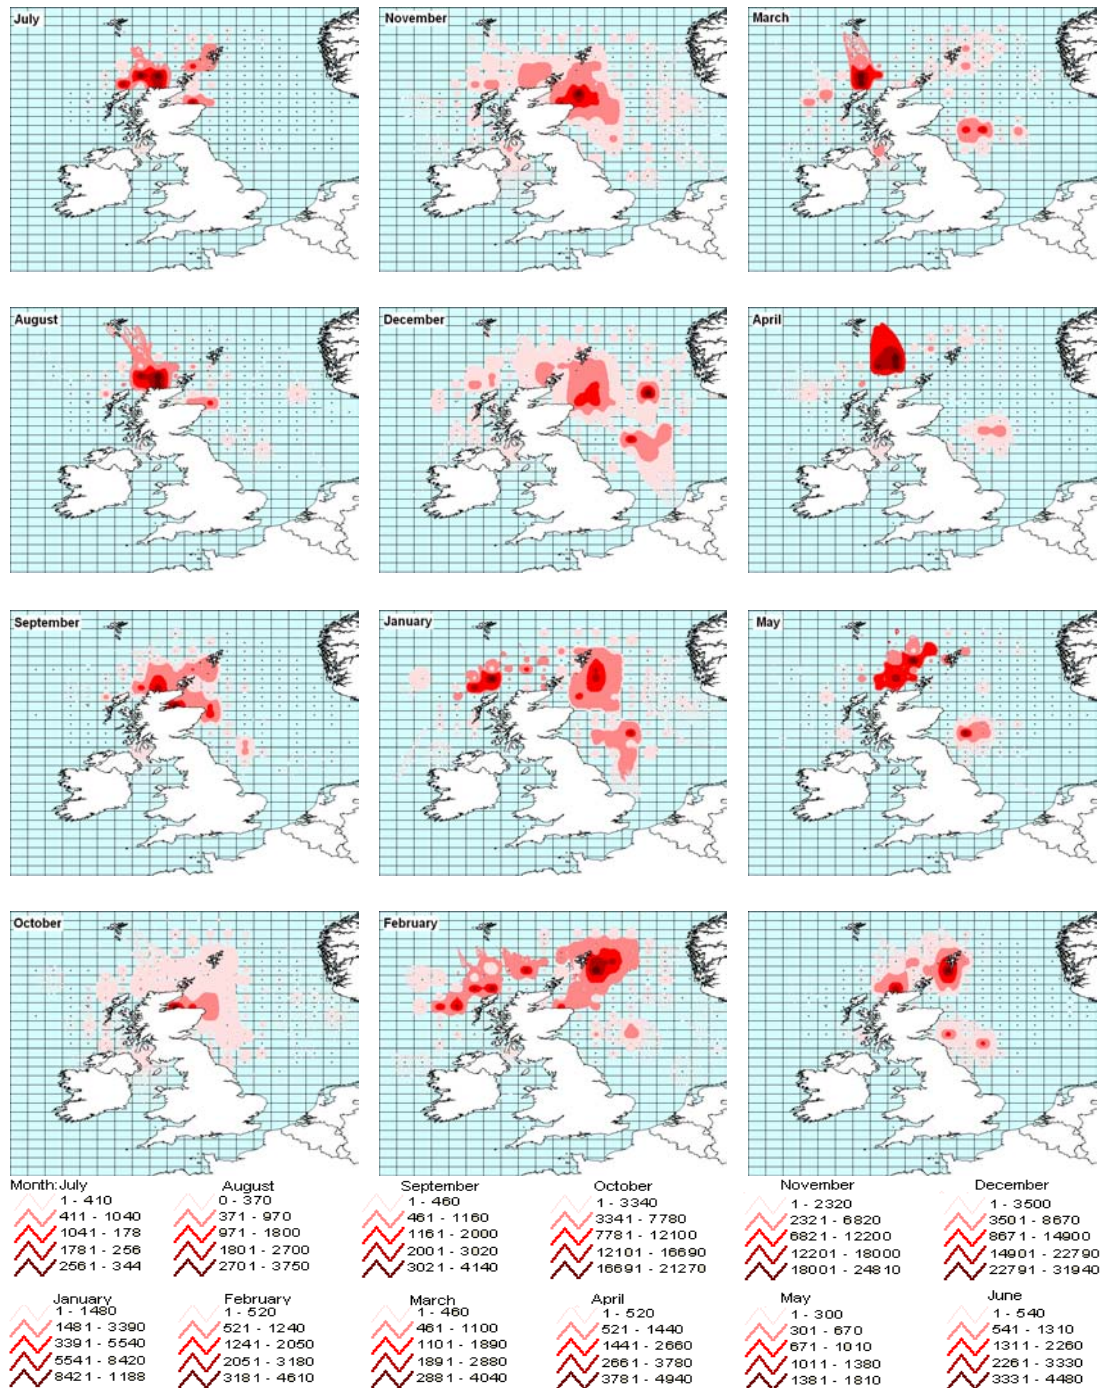 July
November
March
August
December
April
September
January
May
October
February
Month: July
1 - 410
411 - 1040
1041 - 178
1781 - 256
2561 - 344
August
0 - 370
371 - 970
971 - 1800
1801 - 2700
2701 - 3750
September
1 - 460
461 - 1160
1161 - 2000
2001 - 3020
3021 - 4140
October
1 - 3340
3341 - 7780
7781 - 12100
12101 - 16690
16691 - 21270
November
1 - 2320
2321 - 6820
6821 - 12200
12201 - 18000
18001 - 24810
December
1 - 3500
3501 - 8670
8671 - 14900
14901 - 22790
22791 - 31940
January
1 - 1480
1481 - 3390
3391 - 5540
5541 - 8420
8421 - 1188
February
1 - 520
521 - 1240
1241 - 2050
2051 - 3180
3181 - 4610
March
1 - 460
461 - 1100
1101 - 1890
1891 - 2880
2881 - 4040
April
1 - 520
521 - 1440
1441 - 2660
2661 - 3780
3781 - 4940
May
1 - 300
301 - 670
671 - 1010
1011 - 1380
1381 - 1810
June
1 - 540
541 - 1310
1311 - 2260
2261 - 3330
3331 - 4480